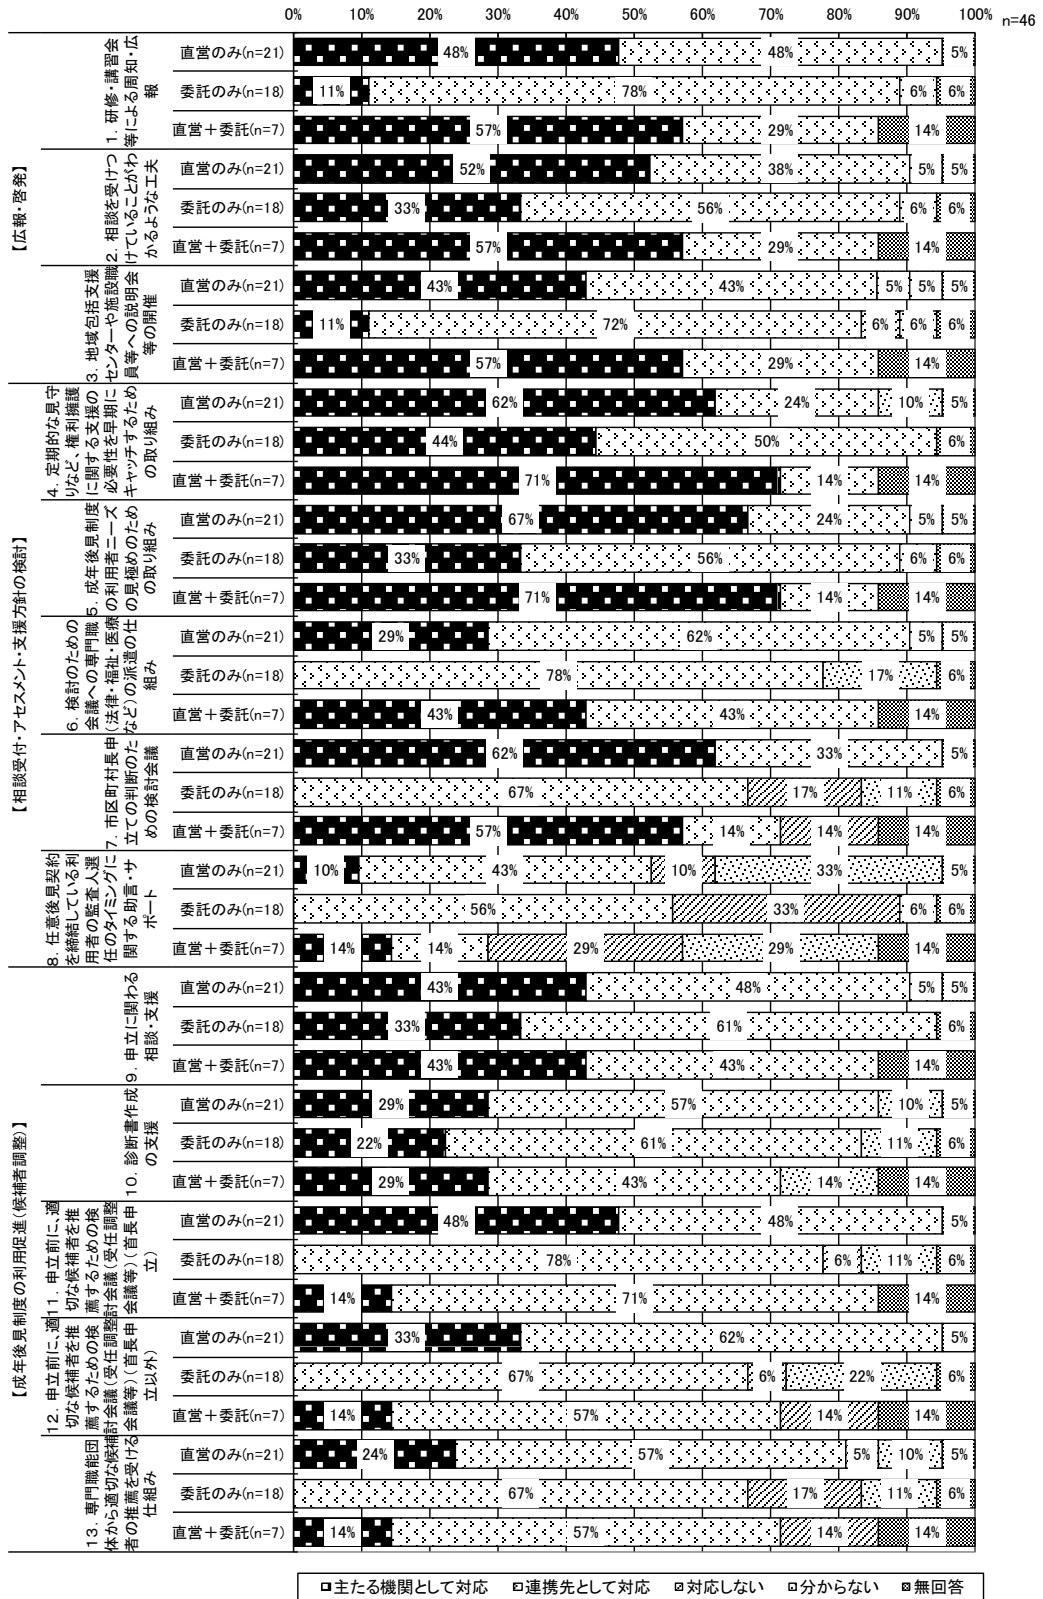 0% 10% 20% 30% 40% 50% 60% 70% 80% 90% 100%
n=46
【広報・啓発】
1．研修・講習会
等による周知・広
報
直営のみ(n=21) 48% 48% 5%
委託のみ(n=18) 11% 78% 6% 6%
直営＋委託(n=7) 57% 29% 14%
2．相談を受けつ
けていることがわ
かるような工夫
直営のみ(n=21) 52% 38% 5% 5%
委託のみ(n=18) 33% 56% 6% 6%
直営＋委託(n=7) 57% 29% 14%
3．地域包括支援
センターや施設職
員等への説明会
等の開催
直営のみ(n=21) 43% 43% 5% 5% 5%
委託のみ(n=18) 11% 72% 6% 6% 6%
直営＋委託(n=7) 57% 29% 14%
【相談受付・アセスメント・支援方針の検討】
4．定期的な見守
りなど、権利擁護
に関する支援の
必要性を早期に
キャッチするため
の取り組み
直営のみ(n=21) 62% 24% 10% 5%
委託のみ(n=18) 44% 50% 6%
直営＋委託(n=7) 71% 14% 14%
5．成年後見制度
の利用者ニーズ
の見極めのため
の取り組み
直営のみ(n=21) 67% 24% 5% 5%
委託のみ(n=18) 33% 56% 6% 6%
直営＋委託(n=7) 71% 14% 14%
6．検討のための
会議への専門職
（法律・福祉・医療
など）の派遣の仕
組み
直営のみ(n=21) 29% 62% 5% 5%
委託のみ(n=18) 78% 17% 6%
直営＋委託(n=7) 43% 43% 14%
7．市区町村長申
立ての判断のた
めの検討会議
直営のみ(n=21) 62% 33% 5%
委託のみ(n=18) 67% 17% 11% 6%
直営＋委託(n=7) 57% 14% 14% 14%
8．任意後見契約
を締結している利
用者の監査人選
任のタイミングに
関する助言・サ
ポート
直営のみ(n=21) 10% 43% 10% 33% 5%
委託のみ(n=18) 56% 33% 6% 6%
直営＋委託(n=7) 14% 14% 29% 29% 14%
【成年後見制度の利用促進（候補者調整）】
9．申立に関わる
相談・支援
直営のみ(n=21) 43% 48% 5% 5%
委託のみ(n=18) 33% 61% 6%
直営＋委託(n=7) 43% 43% 14%
10．診断書作成
の支援
直営のみ(n=21) 29% 57% 10% 5%
委託のみ(n=18) 22% 61% 11% 6%
直営＋委託(n=7) 29% 43% 14% 14%
11．申立前に、適
切な候補者を推
薦するための検
討会議（受任調整
会議等）（首長申
立）
直営のみ(n=21) 48% 48% 5%
委託のみ(n=18) 78% 6% 11% 6%
直営＋委託(n=7) 14% 71% 14%
12．申立前に、適
切な候補者を推
薦するための検
討会議（受任調整
会議等）（首長申
立以外）
直営のみ(n=21) 33% 62% 5%
委託のみ(n=18) 67% 6% 22% 6%
直営＋委託(n=7) 14% 57% 14% 14%
13．専門職能団
体から適切な候補
者の推薦を受ける
仕組み
直営のみ(n=21) 24% 57% 5% 10% 5%
委託のみ(n=18) 67% 17% 11% 6%
直営＋委託(n=7) 14% 57% 14% 14%
主たる機関として対応 連携先として対応 対応しない 分からない 無回答